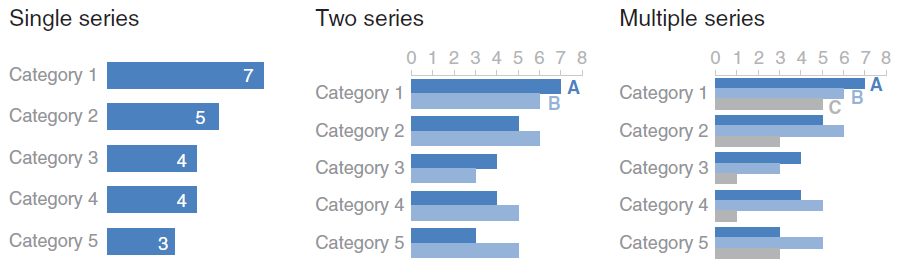 Single series
Category 1 7
Category 2 5
Category 3 4
Category 4 4
Category 5 3
Two series
0 1 2 3 4 5 6 7 8
Category 1 A
B
Category 2
Category 3
Category 4
Category 5
Multiple series
0 1 2 3 4 5 6 7 8
Category 1 A
B
C
Category 2
Category 3
Category 4
Category 5